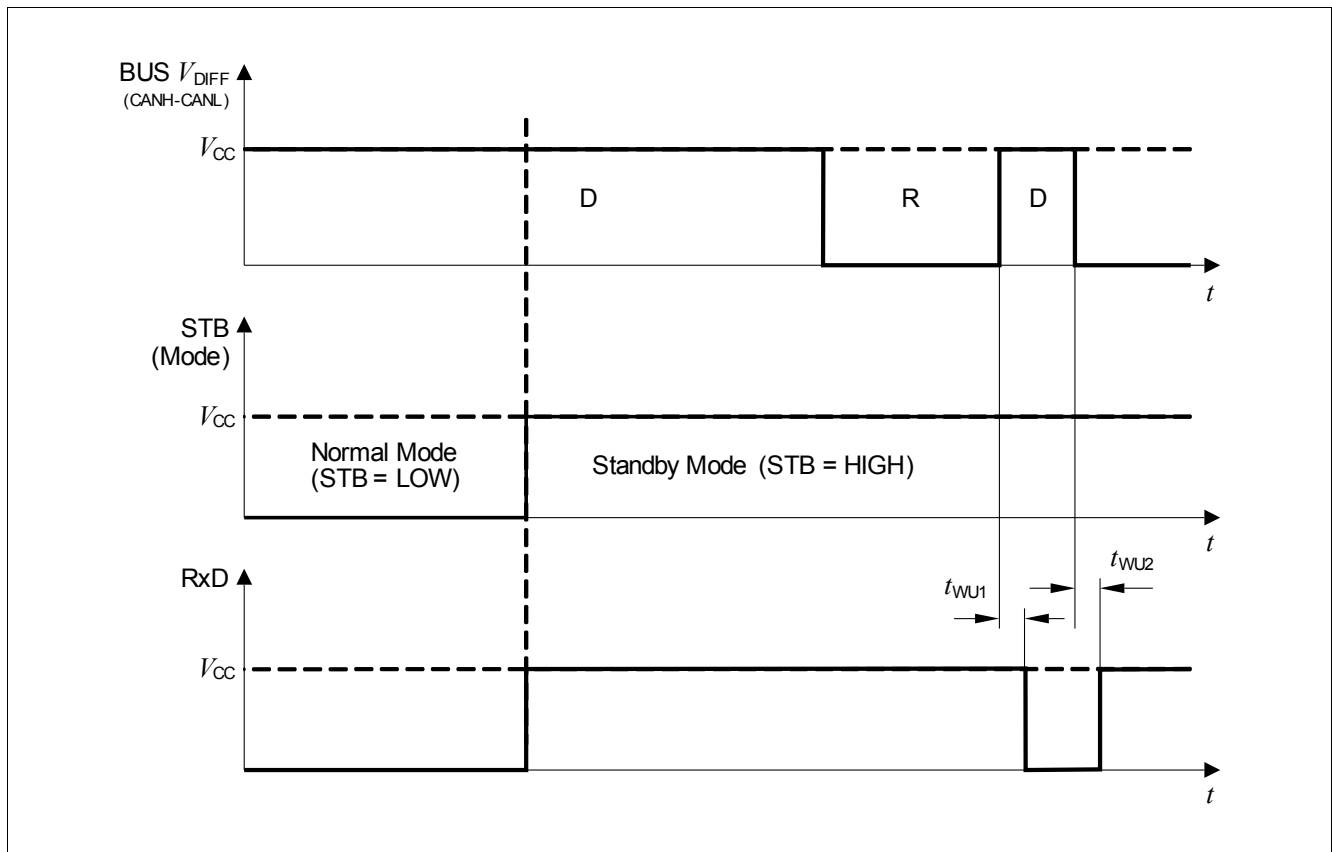 BUS VDIFF
(CANH-CANL)
VCC
D
R
D
t
STB
(Mode)
VCC
Normal Mode
(STB = LOW)
Standby Mode (STB = HIGH)
t
RxD
tWU1
tWU2
VCC
t